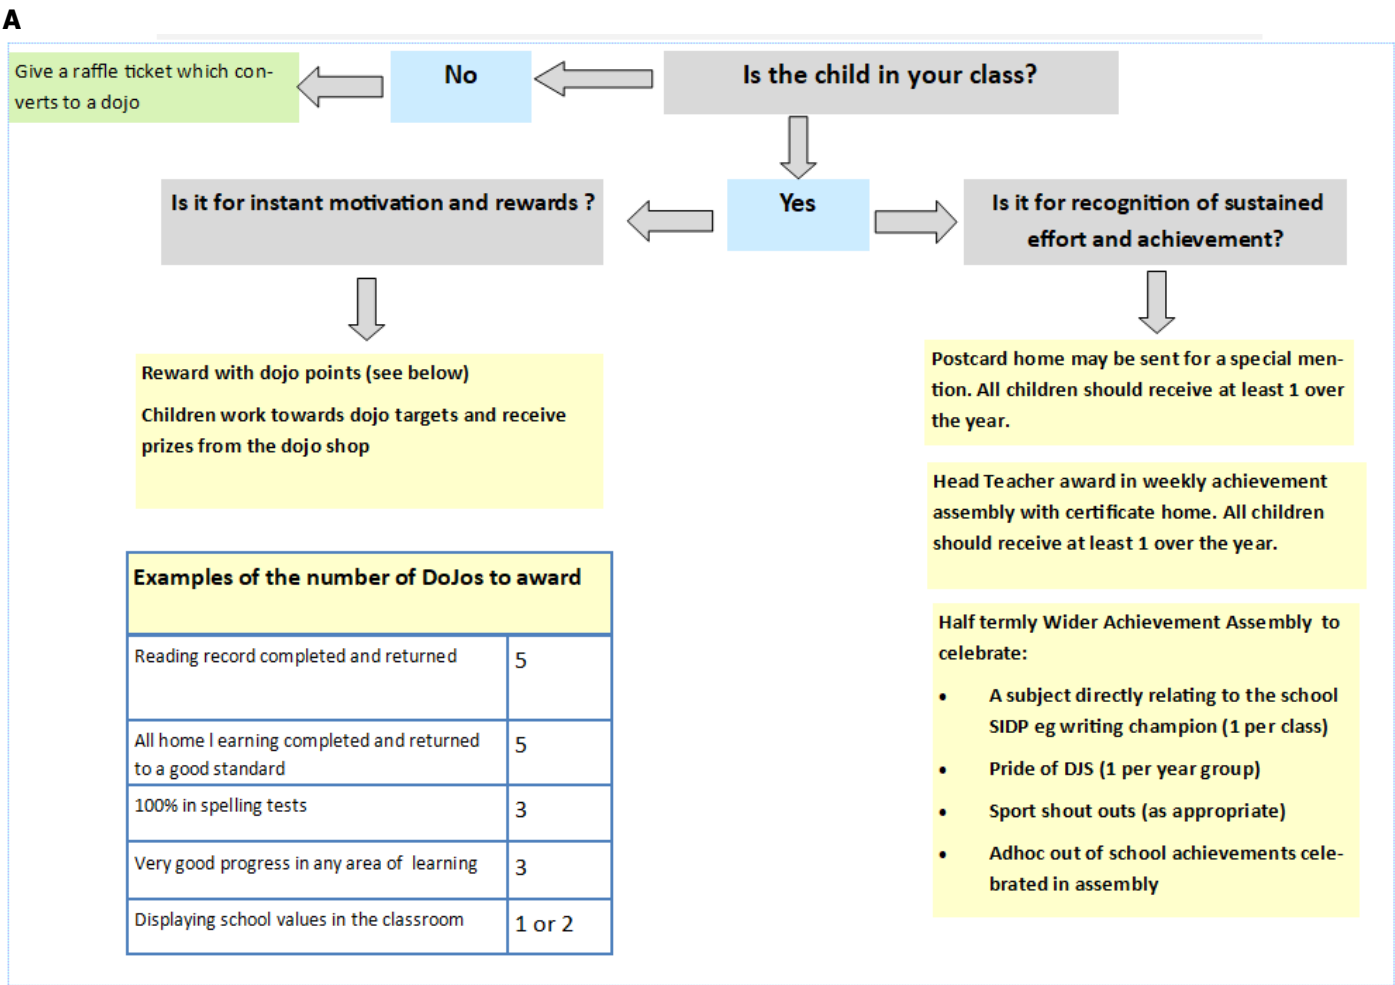 A
Give a raffle ticket which con-
verts to a dojo
No
Is the child in your class?
Is it for instant motivation and rewards ?
Yes
Is it for recognition of sustained
effort and achievement?
Reward with dojo points (see below)
Children work towards dojo targets and receive
prizes from the dojo shop
Postcard home may be sent for a special men-
tion. All children should receive at least 1 over
the year.
Head Teacher award in weekly achievement
assembly with certificate home. All children
should receive at least 1 over the year.
Examples of the number of DoJos to award
Reading record completed and returned 5
All home l earning completed and returned
to a good standard 5
100% in spelling tests 3
Very good progress in any area of learning 3
Displaying school values in the classroom 1 or 2
Half termly Wider Achievement Assembly to
celebrate:
• A subject directly relating to the school
SIDP eg writing champion (1 per class)
• Pride of DJS (1 per year group)
• Sport shout outs (as appropriate)
• Adhoc out of school achievements cele-
brated in assembly